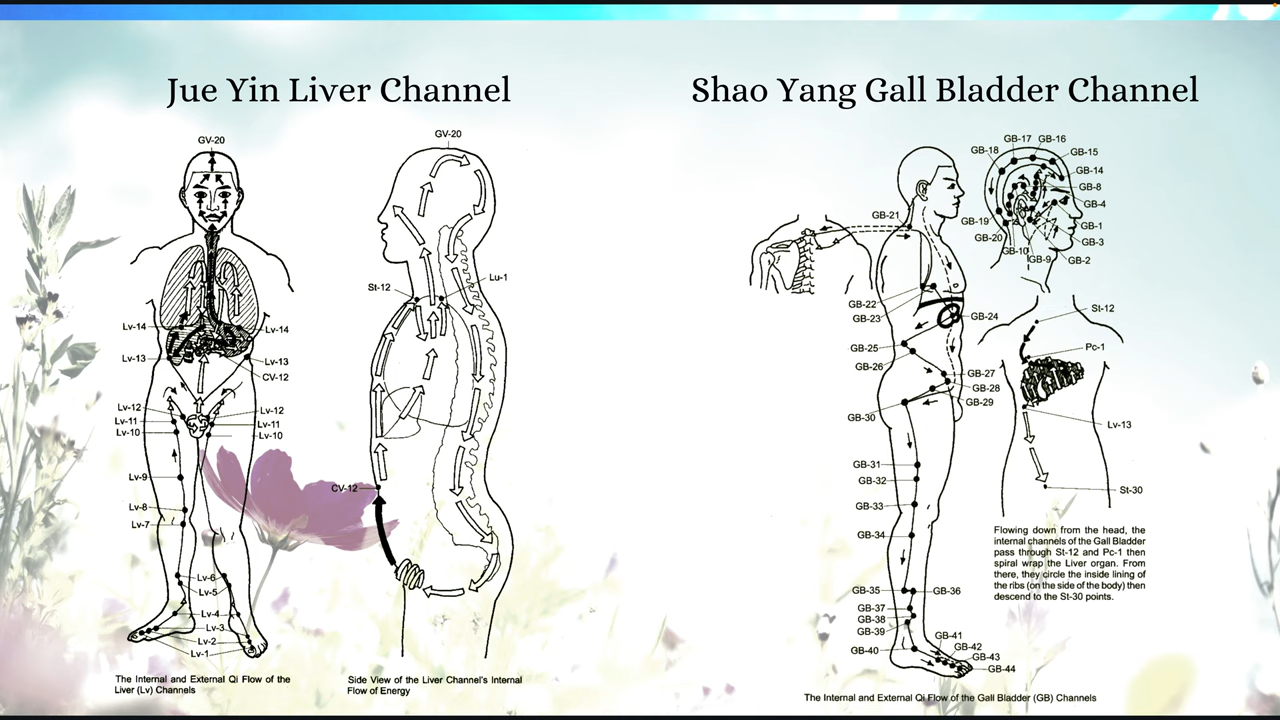 Jue Yin Liver Channel
Shao Yang Gall Bladder Channel
GV-20
Lv-14
Lv-14
Lv-13
Lv-13
CV-12
Lv-12
Lv-12
Lv-11
Lv-11
Lv-10
Lv-10
Lv-9
Lv-8
Lv-7
Lv-6
Lv-5
Lv-4
Lv-3
Lv-2
Lv-1
The Internal and External Qi Flow of the
Liver (Lv) Channels
GV-20
Lu-1
St-12
CV-12
Side View of the Liver Channel's Internal
Flow of Energy
GB-17
GB-16
GB-18
GB-15
GB-14
GB-8
GB-4
GB-19
GB-1
GB-20
GB-3
GB-10
GB-9
GB-2
GB-21
GB-22
GB-23
GB-24
GB-25
GB-26
GB-27
GB-28
GB-29
GB-30
GB-31
GB-32
GB-33
GB-34
GB-35
GB-36
GB-37
GB-38
GB-39
GB-40
GB-41
GB-42
GB-43
GB-44
St-12
Pc-1
Lv-13
St-30
Flowing down from the head, the
internal channels of the Gall Bladder
pass through St-12 and Pc-1 then
spiral wrap the Liver organ. From
there, they circle the inside lining of
the ribs (on the side of the body) then
descend to the St-30 points.
The Internal and External Qi Flow of the Gall Bladder (GB) Channels